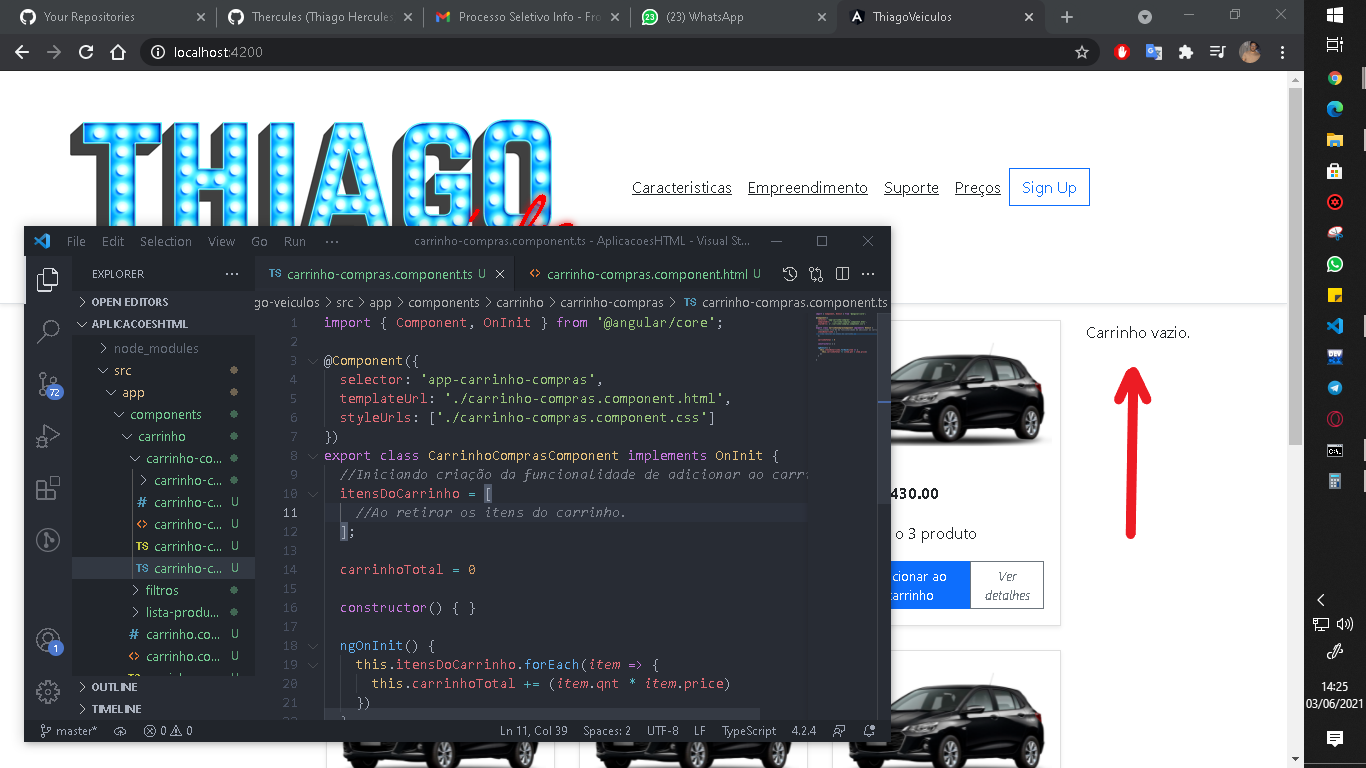 Your Repositories
Thercules (Thiago Hercules
Processo Seletivo Info - Fro
(23) WhatsApp
ThiagoVeiculos
localhost:4200
THIAGO
Caracteristicas
Empreendimento
Suporte
Preços
Sign Up
File Edit Selection View Go Run ···
carrinho-compras.component.ts - AplicacoesHTML - Visual St...
EXPLORER
TS carrinho-compras.component.ts U
<> carrinho-compras.component.html U
OPEN EDITORS
go-veiculos > src > app > components > carrinho > carrinho-compras > TS carrinho-compras.component.ts
APLICACOESHTML
node_modules
src
app
components
carrinho
carrinho-co...
carrinho-c...
# carrinho-c... U
<> carrinho-c... U
TS carrinho-c... U
TS carrinho-c... U
filtros
lista-produ...
# carrinho.co... U
<> carrinho.co... U
OUTLINE
TIMELINE
72
1
1 import { Component, OnInit } from '@angular/core';
2
3 @Component({
4 selector: 'app-carrinho-compras',
5 templateUrl: './carrinho-compras.component.html',
6 styleUrls: ['./carrinho-compras.component.css']
7 })
8 export class CarrinhoComprasComponent implements OnInit {
9 //Iniciando criação da funcionalidade de adicionar ao carri
10 itensDoCarrinho = [
11 //Ao retirar os itens do carrinho.
12 ];
13
14 carrinhoTotal = 0
15
16 constructor() { }
17
18 ngOnInit() {
19 this.itensDoCarrinho.forEach(item => {
20 this.carrinhoTotal += (item.qnt * item.price)
21 })
master* 0 0
Ln 11, Col 39 Spaces: 2 UTF-8 LF TypeScript 4.2.4
Carrinho vazio.
430.00
o 3 produto
cionar ao
carrinho
Ver
detalhes
14:25
03/06/2021